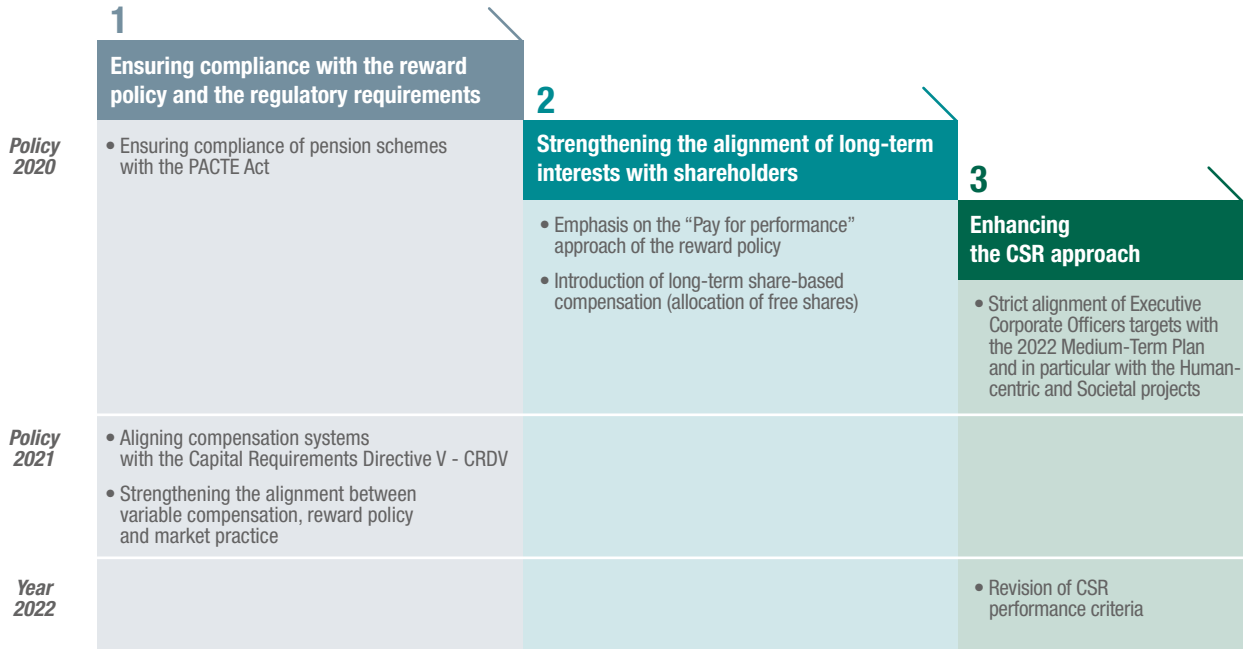 1
Ensuring compliance with the reward
policy and the regulatory requirements
2
Strengthening the alignment of long-term
interests with shareholders
3
Enhancing
the CSR approach
Policy
2020
• Ensuring compliance of pension schemes
with the PACTE Act
• Emphasis on the “Pay for performance”
approach of the reward policy
• Introduction of long-term share-based
compensation (allocation of free shares)
• Strict alignment of Executive
Corporate Officers targets with
the 2022 Medium-Term Plan
and in particular with the Human-
centric and Societal projects
Policy
2021
• Aligning compensation systems
with the Capital Requirements Directive V - CRDV
• Strengthening the alignment between
variable compensation, reward policy
and market practice
Year
2022
• Revision of CSR
performance criteria